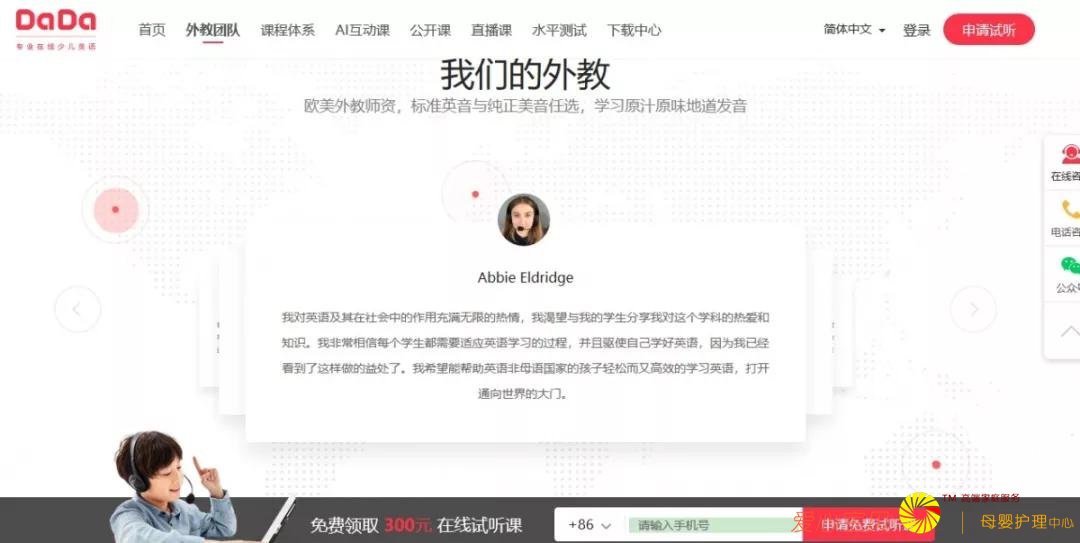 DaDa
专业在线少儿英语
首页 外教团队 课程体系 AI互动课 公开课 直播课 水平测试 下载中心 简体中文 登录 申请试听
我们的外教
欧美外教师资，标准英音与纯正美音任选，学习原汁原味地道发音
在线咨
电话咨
公众号
Abbie Eldridge
我对英语及其在社会中的作用充满无限的热情，我渴望与我的学生分享我对这个学科的热爱和
知识。我非常相信每个学生都需要适应英语学习的过程，并且驱使自己学好英语，因为我已经
看到了这样做的益处了。我希望能帮助英语非母语国家的孩子轻松而又高效的学习英语，打开
通向世界的大门。
免费领取 300元 在线试听课 +86 请输入手机号 申请免费试听
TM 高端家庭服务
母婴护理中心